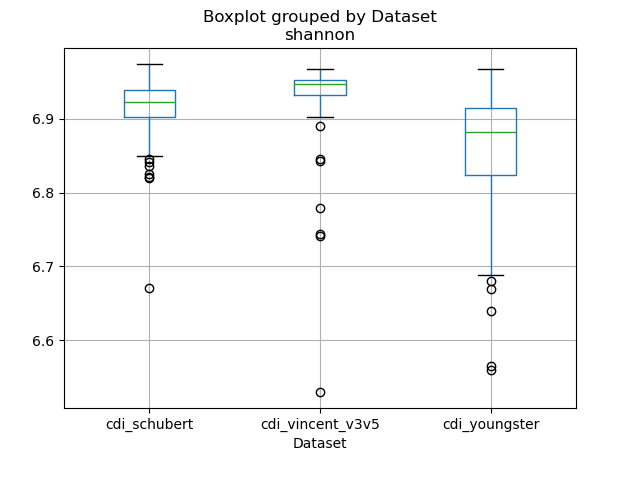 Boxplot grouped by Dataset
shannon
6.9
6.8
6.7
6.6
cdi_schubert
cdi_vincent_v3v5
cdi_youngster
Dataset